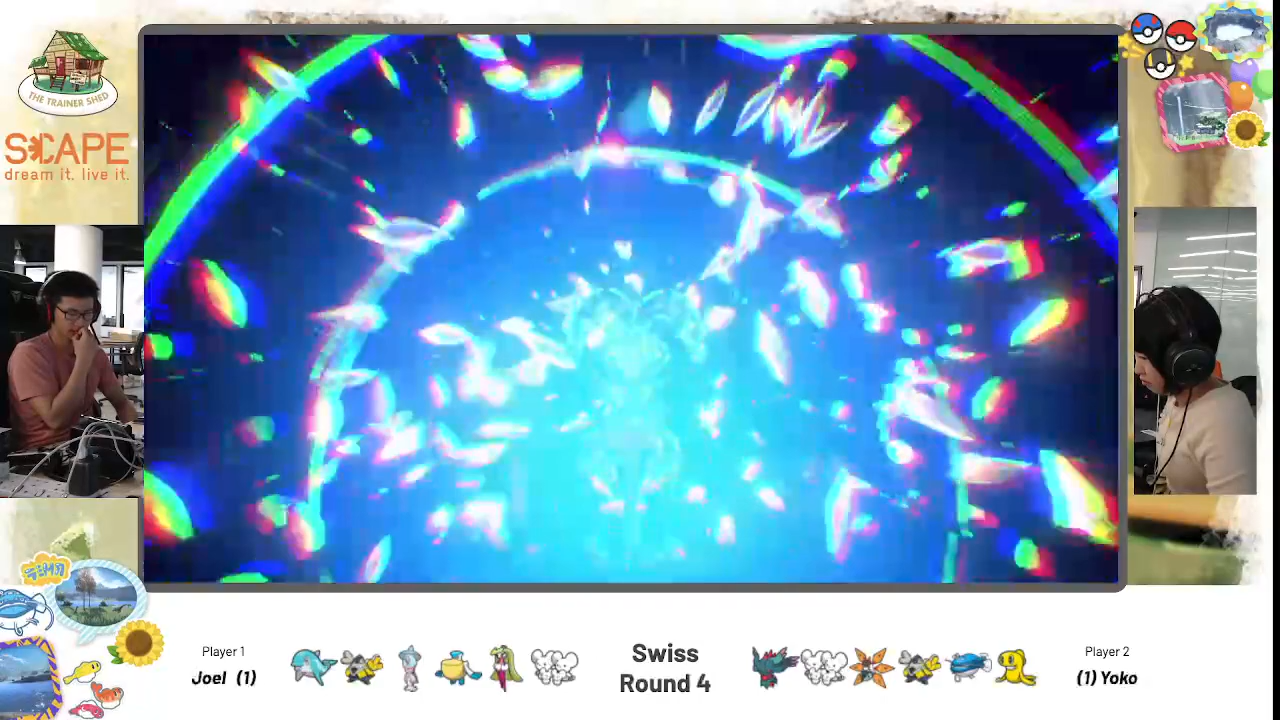 THE TRAINER SHED
SCAPE
dream it. live it.
Player 1
Joel (1)
Swiss
Round 4
Player 2
(1) Yoko